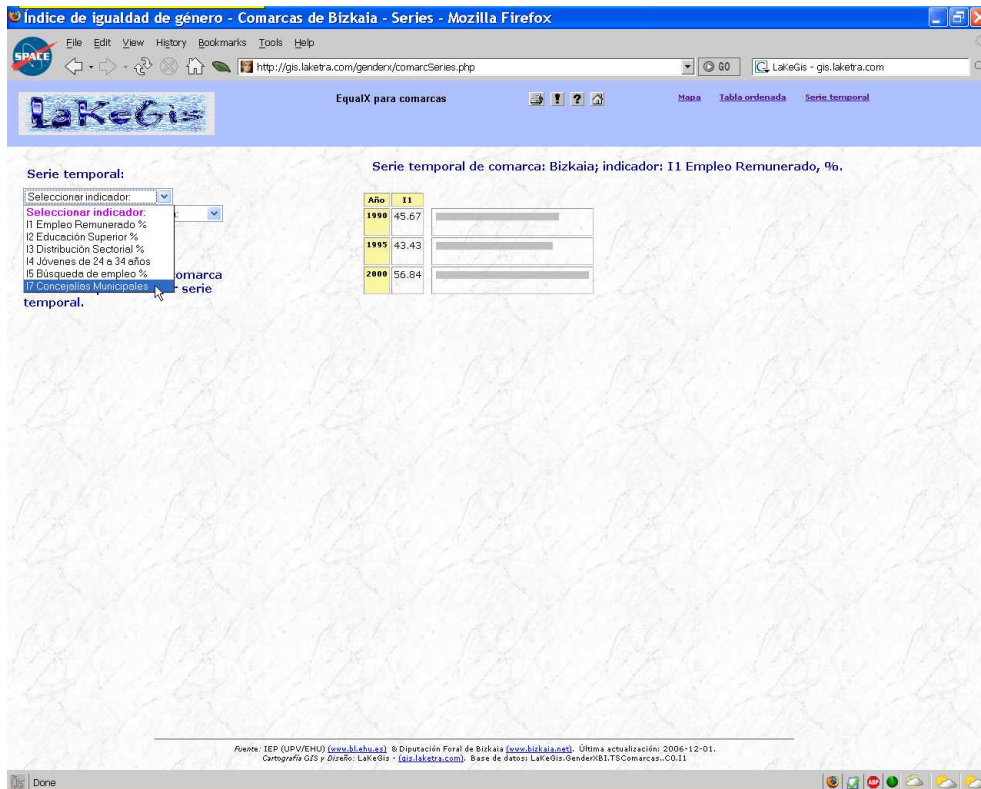 Índice de igualdad de género - Comarcas de Bizkaia - Series - Mozilla Firefox
File Edit View History Bookmarks Tools Help
SPACE
http://gis.laketra.com/genderx/comarcSeries.php
GO
LaKeGis - gis.laketra.com
LaKeGis
EqualX para comarcas
! ?
Mapa Tabla ordenada Serie temporal
Serie temporal:
Serie temporal de comarca: Bizkaia; indicador: I1 Empleo Remunerado, %.
Seleccionar indicador:
Seleccionar indicador:
I1 Empleo Remunerado %
I2 Educación Superior %
I3 Distribución Sectorial %
I4 Jóvenes de 24 a 34 años
I5 Búsqueda de empleo %
I7 Concejalías Municipales
omarca
serie
temporal.
Año I1
1990 45.67
1995 43.43
2000 56.84
Fuente: IEP (UPV/EHU) (www.bl.ehu.es) & Diputación Foral de Bizkaia (www.bizkaia.net). Última actualización: 2006-12-01.
Cartografía GIS y Diseño: LaKeGis - (gis.laketra.com). Base de datos: LaKeGis.GenderXBI.TSComarcas..C0.I1
Done
ABP